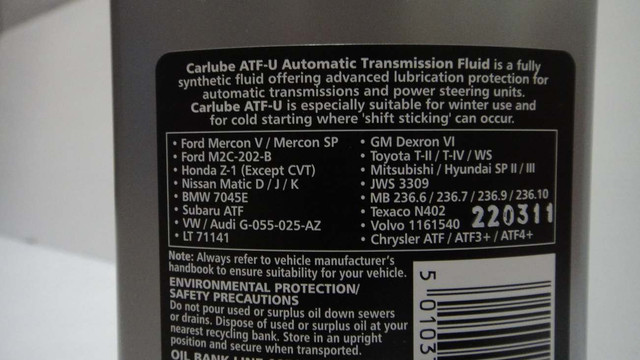 Carlube ATF-U Automatic Transmission Fluid is a fully
synthetic fluid offering advanced lubrication protection for
automatic transmissions and power steering units.
Carlube ATF-U is especially suitable for winter use and
for cold starting where 'shift sticking' can occur.
• Ford Mercon V / Mercon SP
• Ford M2C-202-B
• Honda Z-1 (Except CVT)
• Nissan Matic D / J / K
• BMW 7045E
• Subaru ATF
• VW / Audi G-055-025-AZ
• LT 71141
• GM Dexron VI
• Toyota T-II / T-IV / WS
• Mitsubishi / Hyundai SP II / III
• JWS 3309
• MB 236.6 / 236.7 / 236.9 / 236.10
• Texaco N402
• Volvo 1161540
• Chrysler ATF / ATF3+ / ATF4+
220311
Note: Always refer to vehicle manufacturer's
handbook to ensure suitability for your vehicle.
ENVIRONMENTAL PROTECTION/
SAFETY PRECAUTIONS
Do not pour used or surplus oil down sewers
or drains. Dispose of used or surplus oil at your
nearest recycling bank. Store in an upright
position and secure when transported.
OIL BANK LINE
5 0103